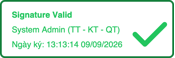 Signature Valid
System Admin (TT - KT - QT)
Ngày ký: 13:13:14 09/09/2026